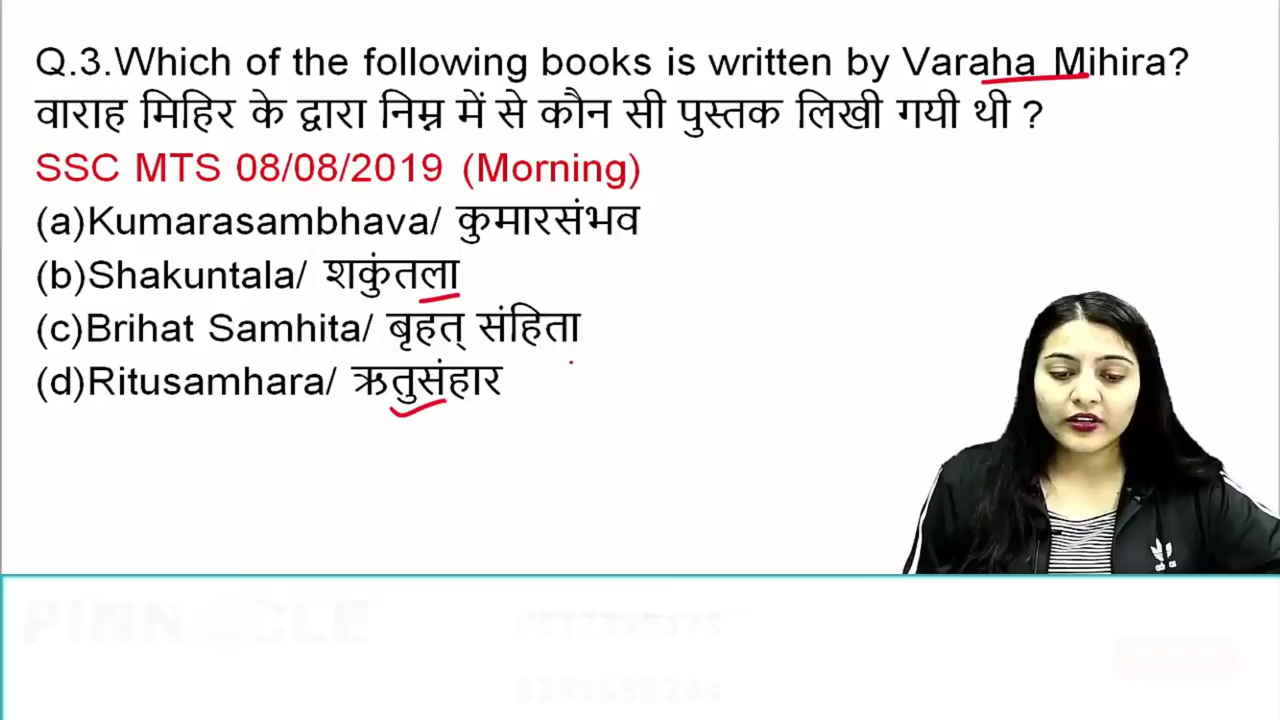 Q.3.Which of the following books is written by Varaha Mihira?
वाराह मिहिर के द्वारा निम्न में से कौन सी पुस्तक लिखी गयी थी ?
SSC MTS 08/08/2019 (Morning)
(a)Kumarasambhava/ कुमारसंभव
(b)Shakuntala/ शकुंतला
(c)Brihat Samhita/ बृहत् संहिता
(d)Ritusamhara/ ऋतुसंहार